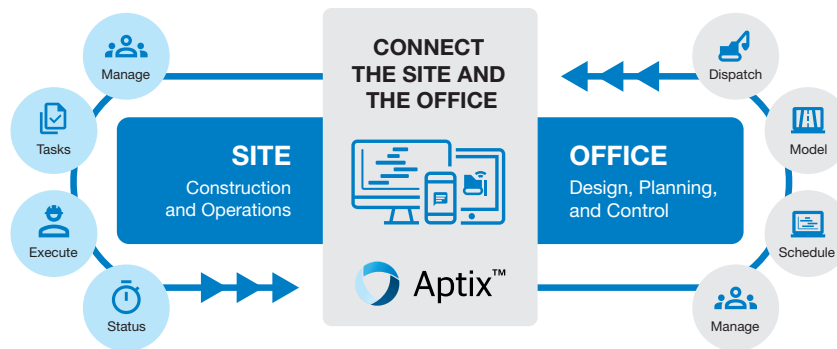 CONNECT
THE SITE AND
THE OFFICE
Manage
Tasks
Execute
Status
SITE
Construction
and Operations
OFFICE
Design, Planning,
and Control
Aptix™
Dispatch
Model
Schedule
Manage